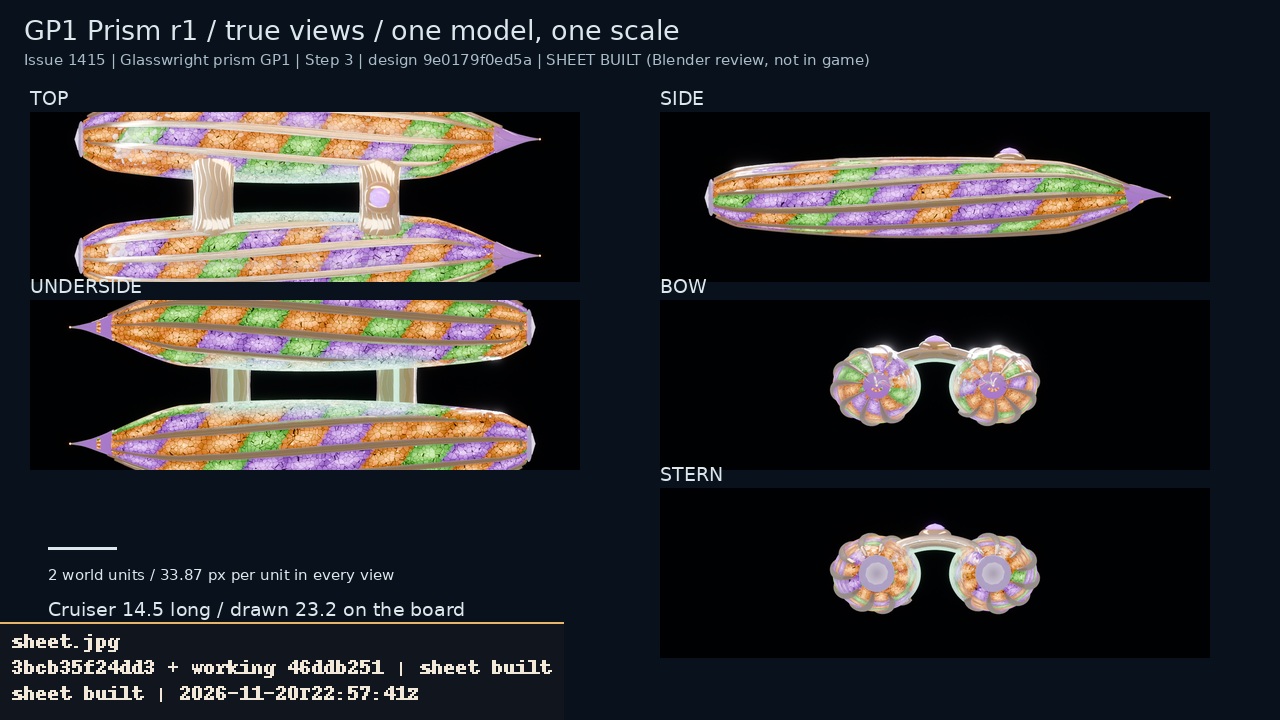 GP1 Prism r1 / true views / one model, one scale
Issue 1415 | Glasswright prism GP1 | Step 3 | design 9e0179f0ed5a | SHEET BUILT (Blender review, not in game)
TOP
SIDE
UNDERSIDE
BOW
STERN
2 world units / 33.87 px per unit in every view
Cruiser 14.5 long / drawn 23.2 on the board
sheet.jpg
3bcb35f24dd3 + working 46ddb251 | sheet built
sheet built | 2026-11-20T22:57:41Z